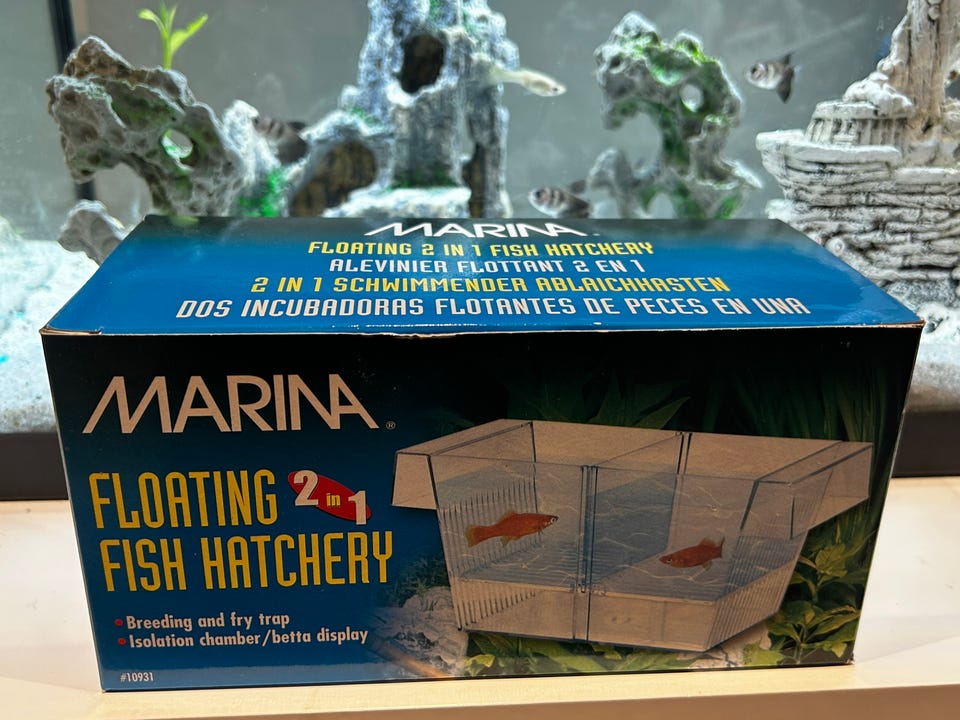 MARINA®
FLOATING 2 IN 1 FISH HATCHERY
ALEVINIER FLOTTANT 2 EN 1
2 IN 1 SCHWIMMENDER ABLAICHKASTEN
DOS INCUBADORAS FLOTANTES DE PECES EN UNA
MARINA®
FLOATING 2 in 1
FISH HATCHERY
• Breeding and fry trap
• Isolation chamber/betta display
#10931